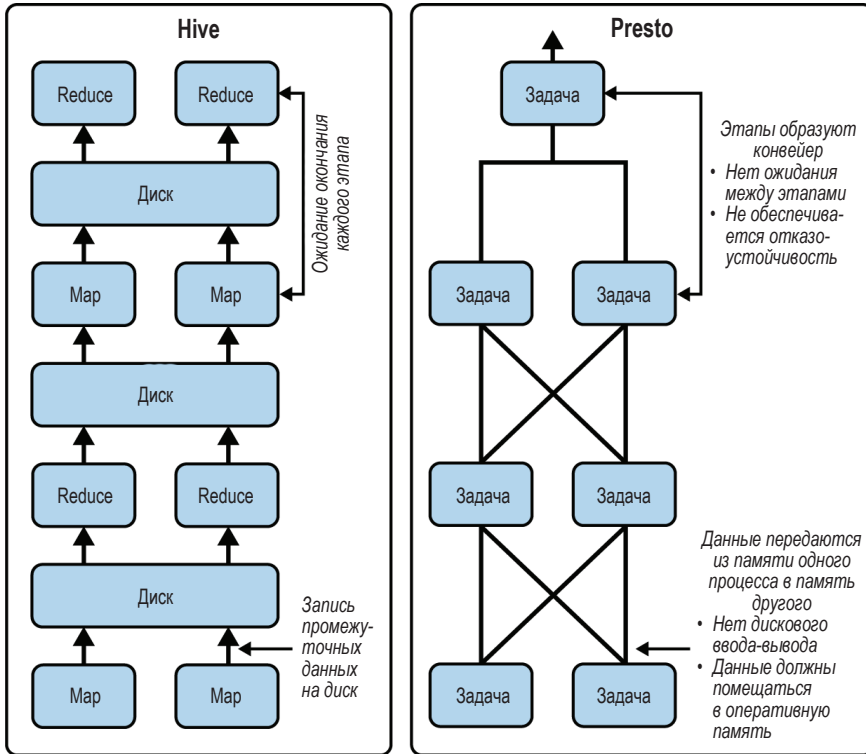 Hive
Reduce
Reduce
Диск
Map
Map
Диск
Reduce
Reduce
Диск
Map
Map
Ожидание окончания
каждого этапа
Запись
промежу-
точных
данных
на диск
Presto
Задача
Этапы образуют
конвейер
• Нет ожидания
между этапами
• Не обеспечива-
ется отказо-
устойчивость
Задача
Задача
Задача
Задача
Данные передаются
из памяти одного
процесса в память
другого
• Нет дискового
ввода-вывода
• Данные должны
помещаться
в оперативную
память
Задача
Задача